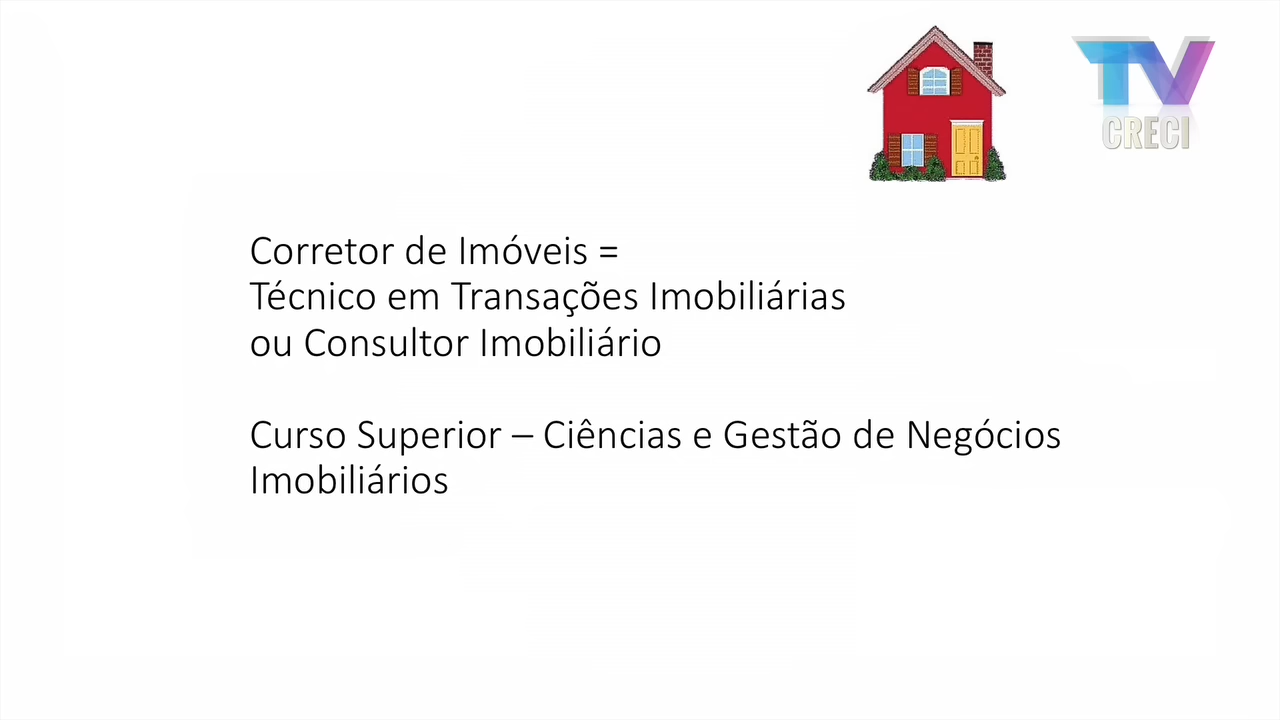 TV
CRECI
Corretor de Imóveis =
Técnico em Transações Imobiliárias
ou Consultor Imobiliário
Curso Superior – Ciências e Gestão de Negócios
Imobiliários